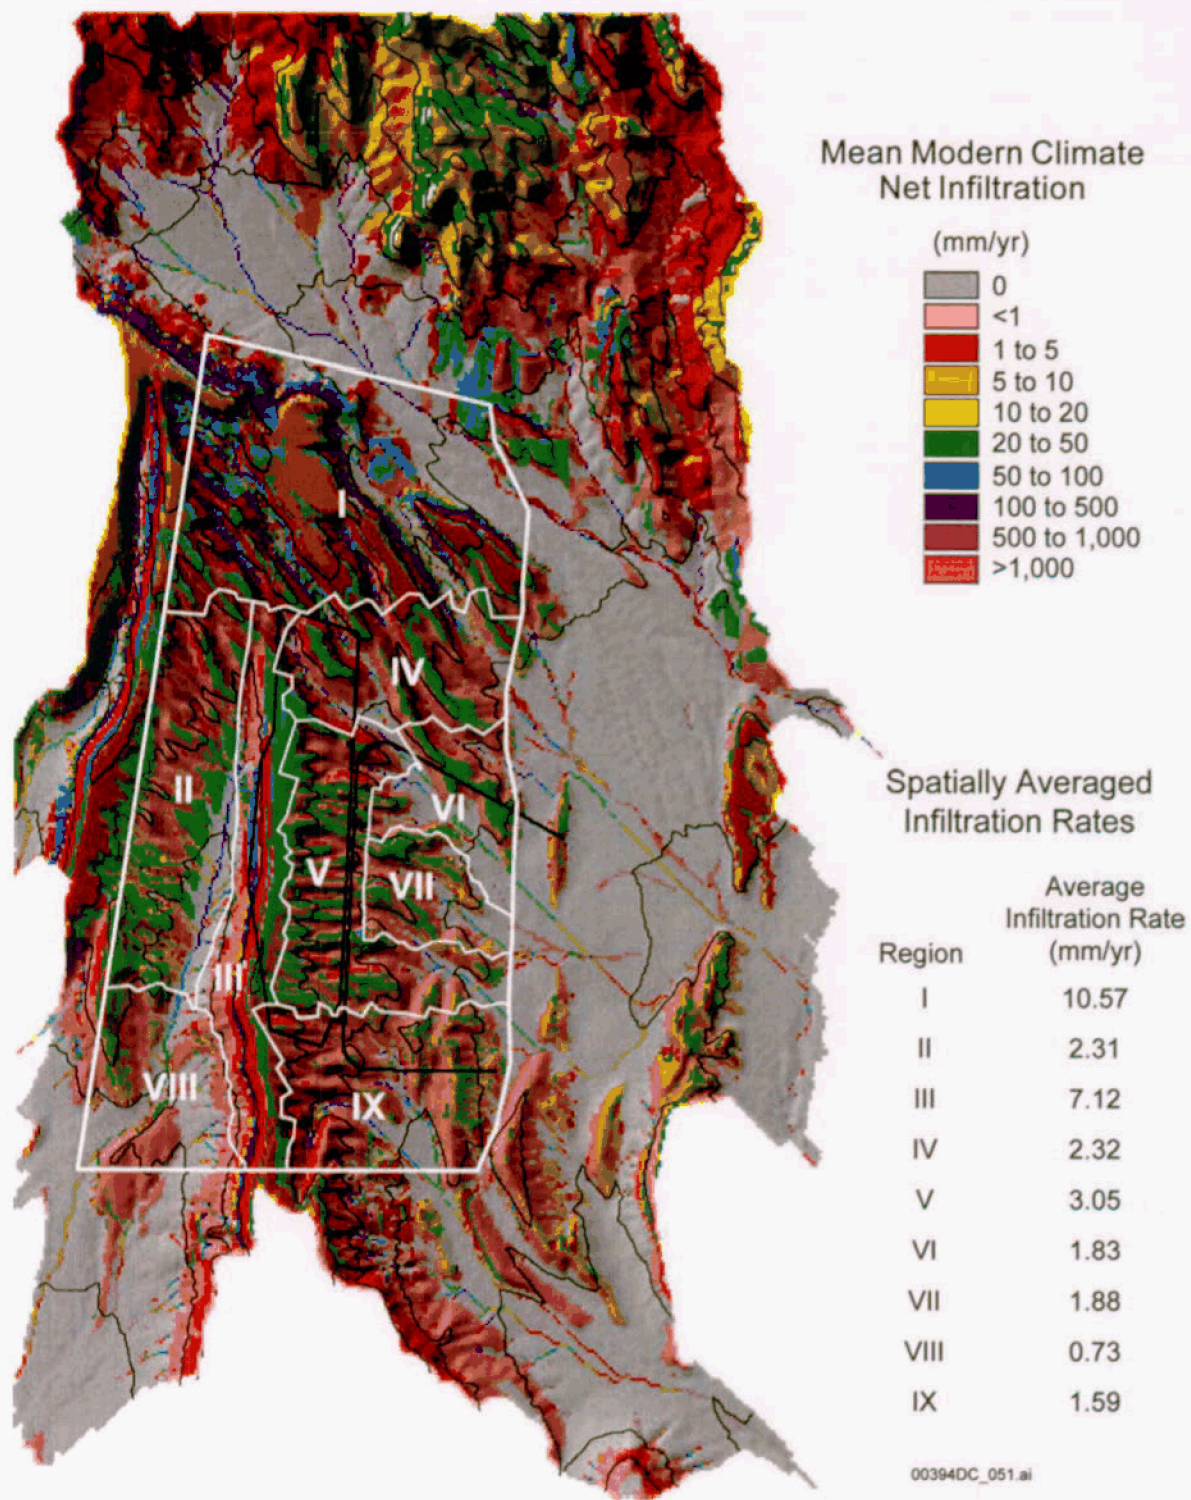 Mean Modern Climate
Net Infiltration
(mm/yr)
0
<1
1 to 5
5 to 10
10 to 20
20 to 50
50 to 100
100 to 500
500 to 1,000
>1,000
I
IV
II
VI
V
VII
III
VIII
IX
Spatially Averaged
Infiltration Rates
Average
Infiltration Rate
Region (mm/yr)
I 10.57
II 2.31
III 7.12
IV 2.32
V 3.05
VI 1.83
VII 1.88
VIII 0.73
IX 1.59
00394DC_051.ai